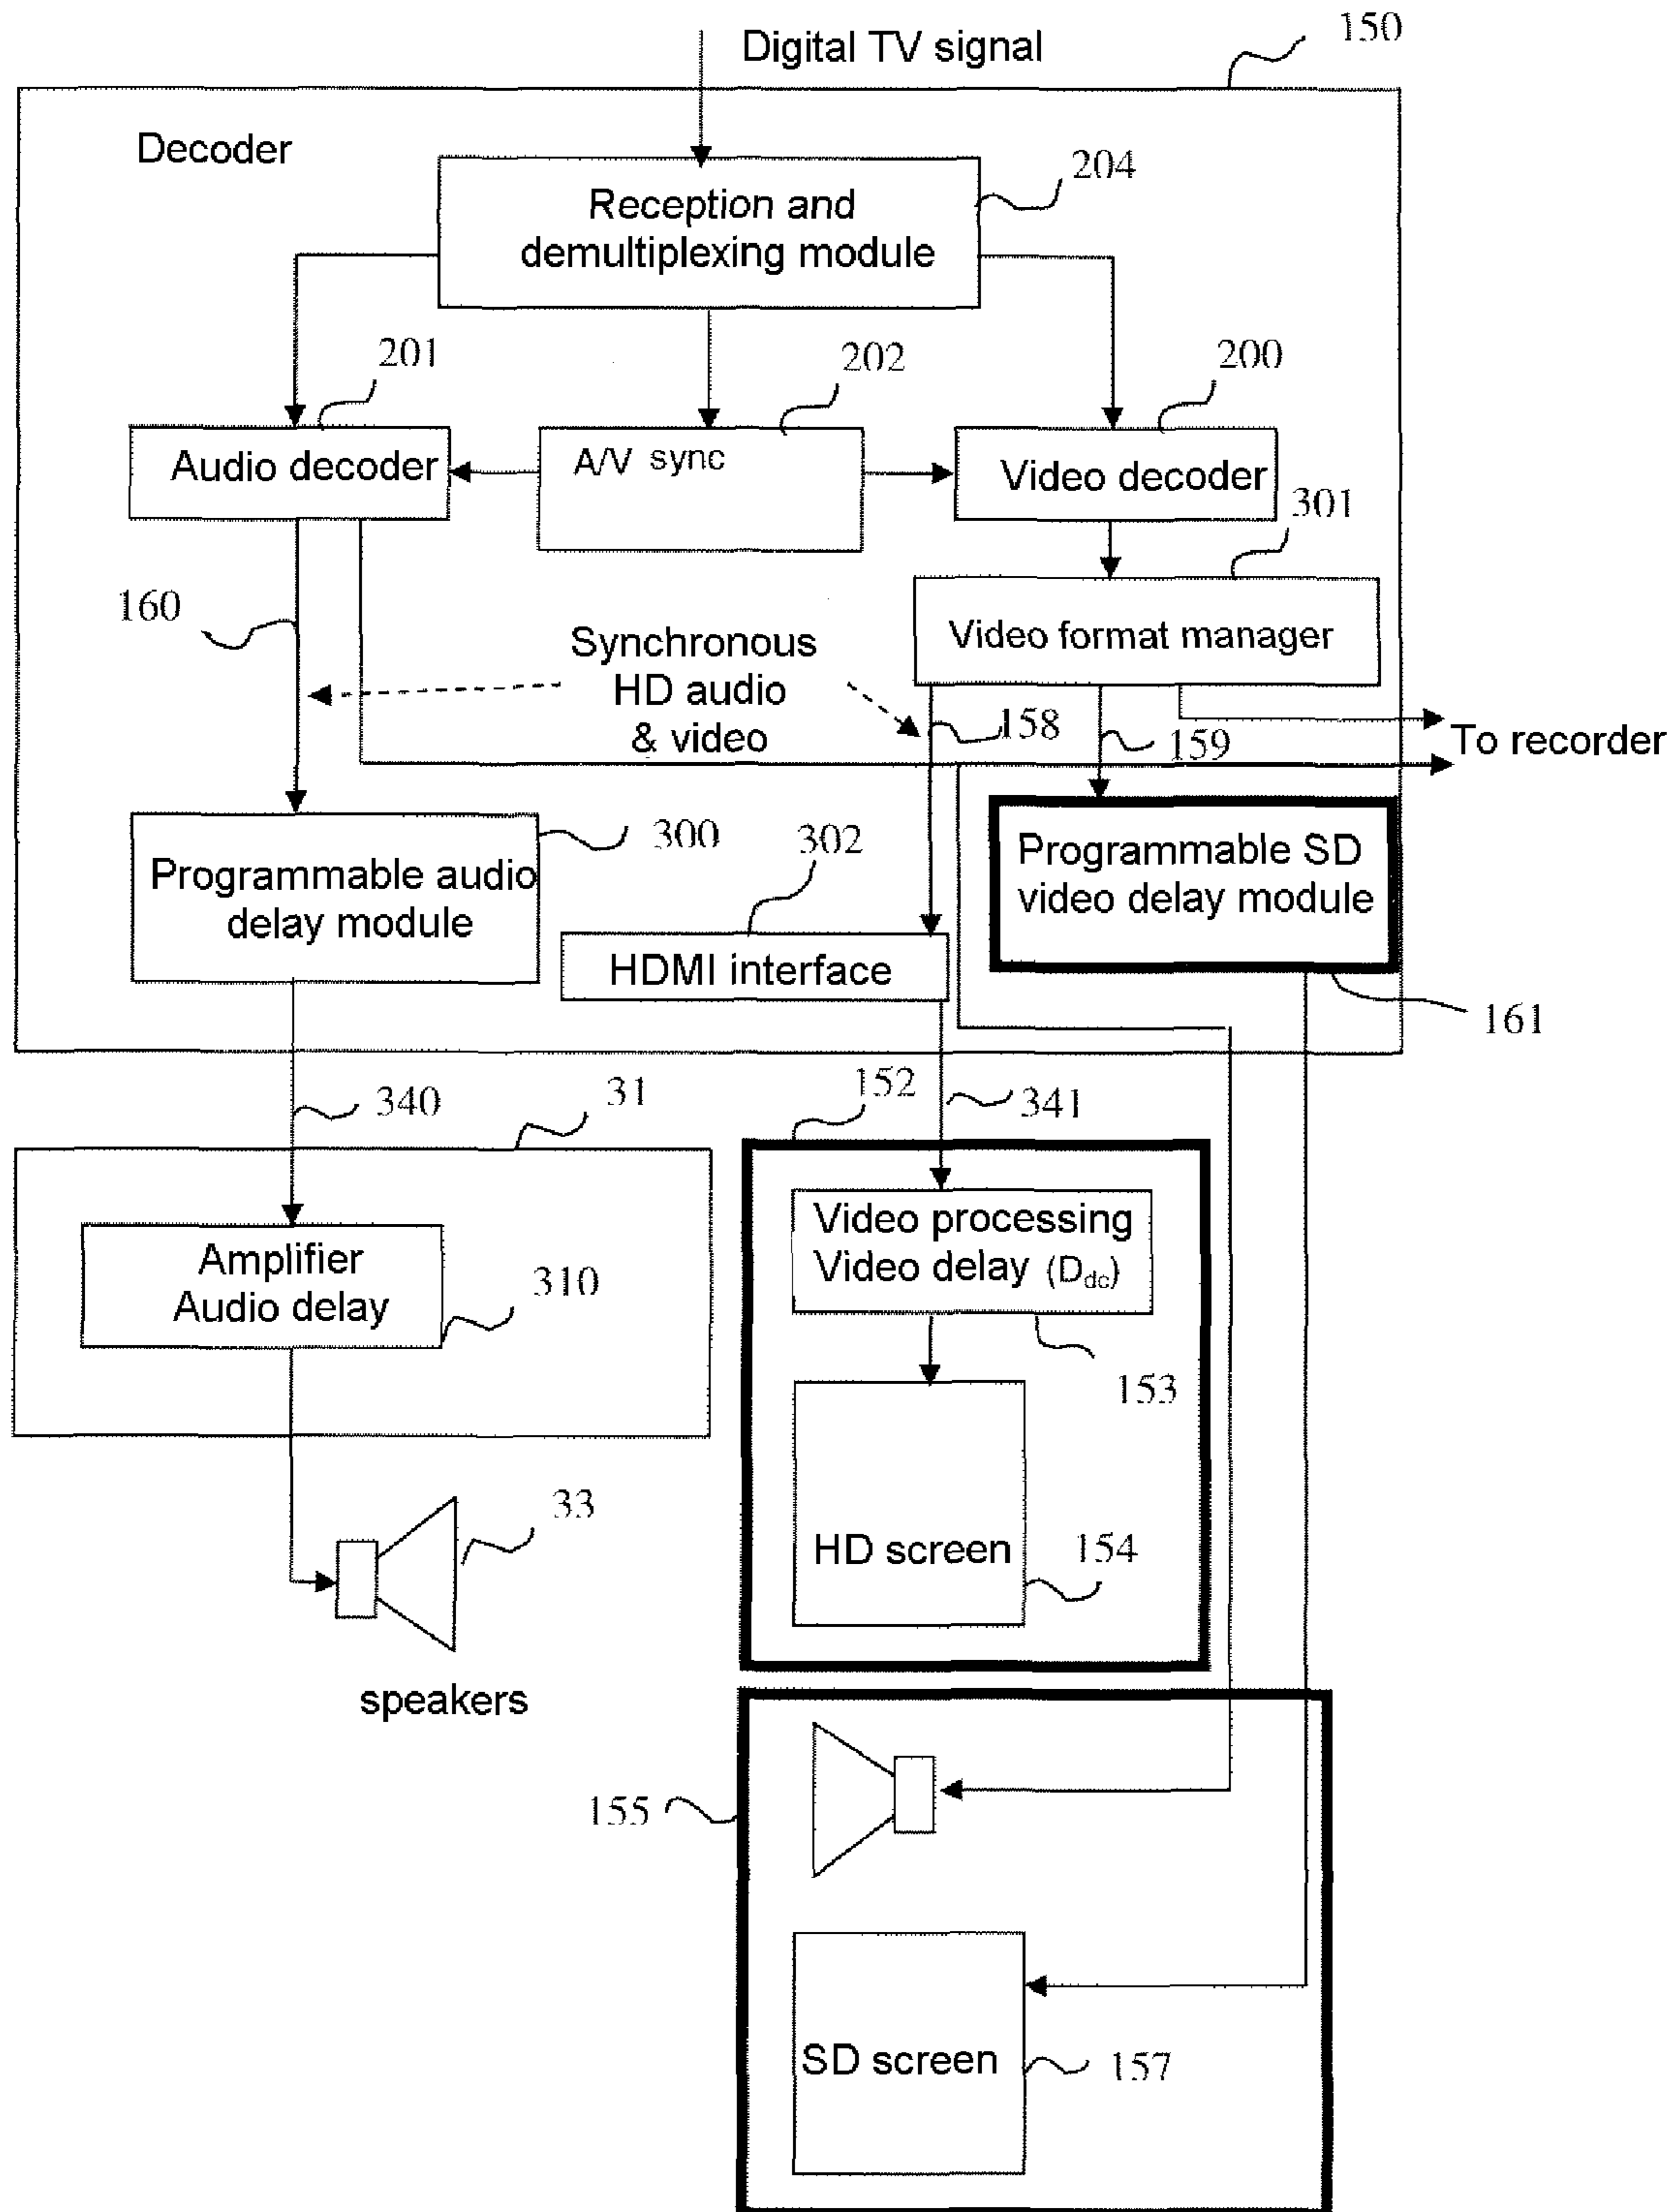 150
Digital TV signal
Decoder
204
Reception and
demultiplexing module
201
202
200
Audio decoder
A/V sync
Video decoder
301
160
Synchronous
HD audio
& video
Video format manager
158
159
To recorder
300
302
Programmable audio
delay module
Programmable SD
video delay module
HDMI interface
161
340
31
152
341
Amplifier
Audio delay
310
Video processing
Video delay (Ddc)
153
33
HD screen
154
speakers
155
SD screen
157